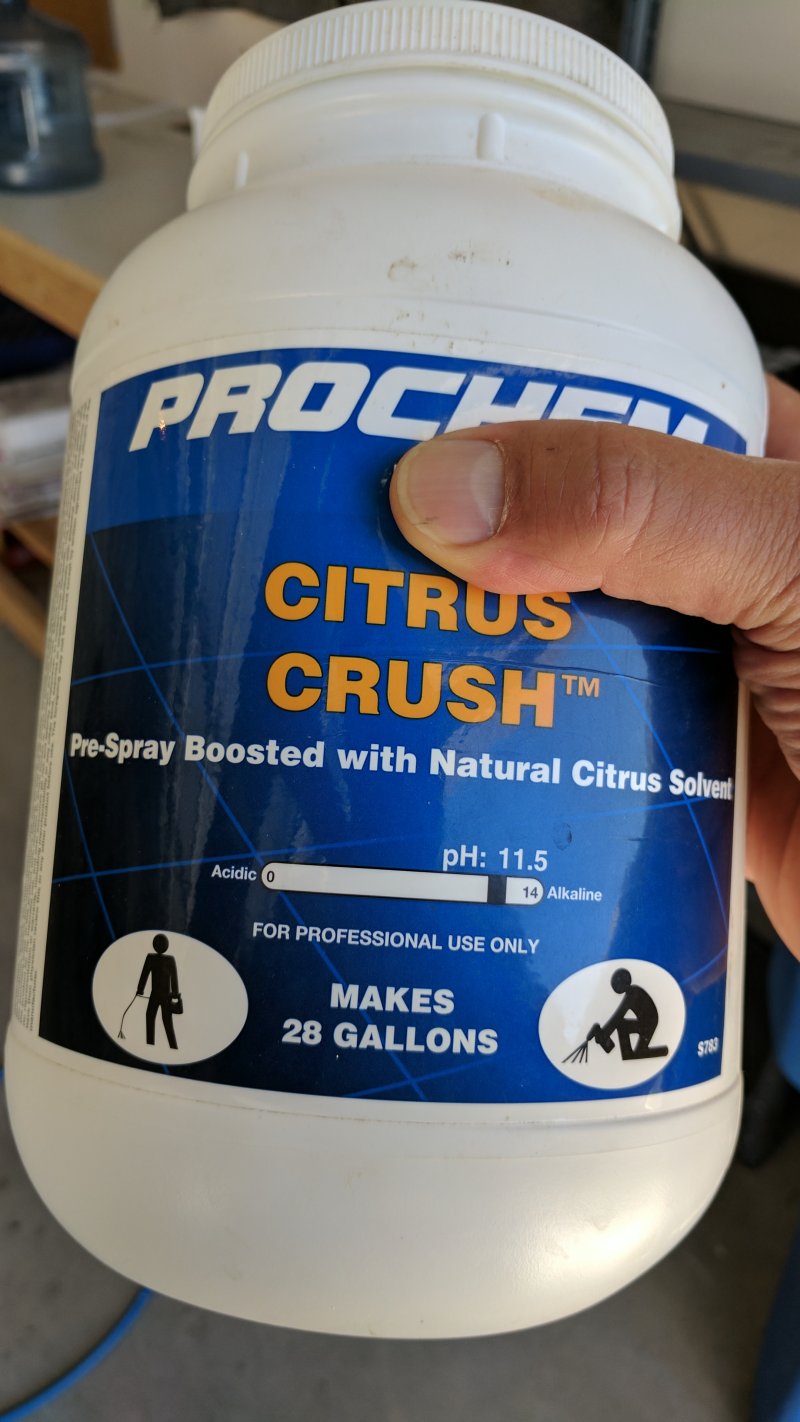 PROCHEM
CITRUS
CRUSH™
Pre-Spray Boosted with Natural Citrus Solvent
pH: 11.5
Acidic 0 14 Alkaline
FOR PROFESSIONAL USE ONLY
MAKES
28 GALLONS
S783